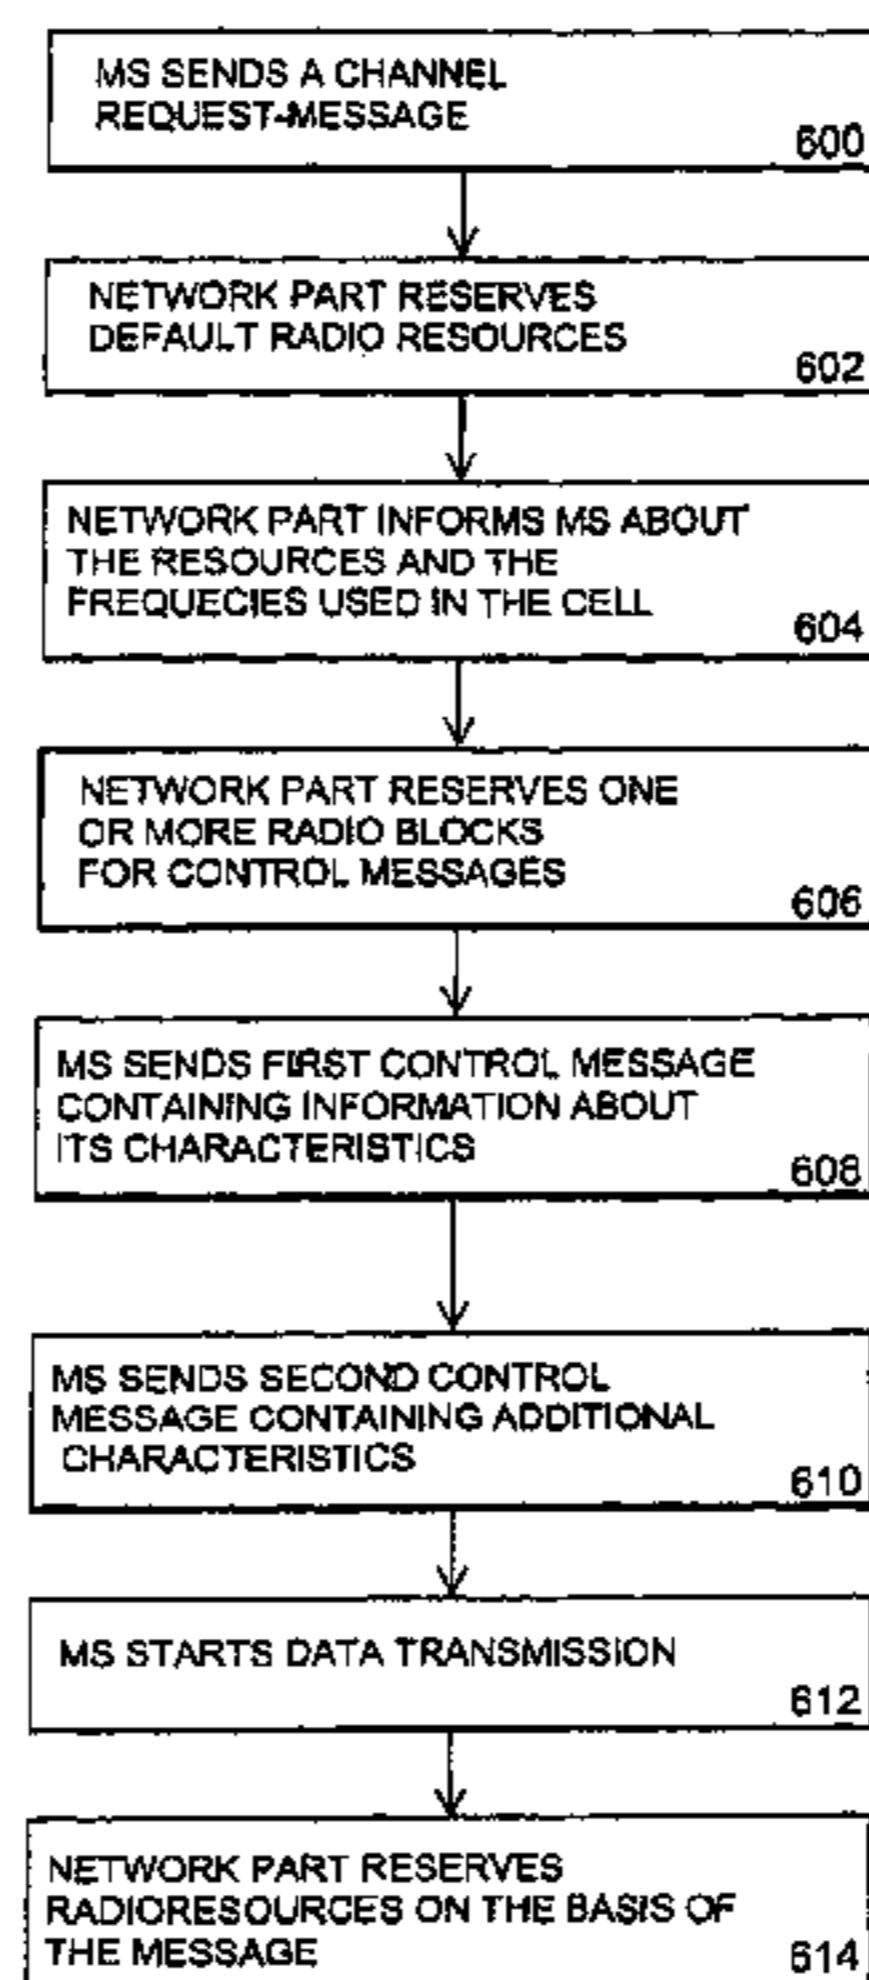 MS SENDS A CHANNEL
REQUEST-MESSAGE
600
NETWORK PART RESERVES
DEFAULT RADIO RESOURCES
602
NETWORK PART INFORMS MS ABOUT
THE RESOURCES AND THE
FREQUECIES USED IN THE CELL
604
NETWORK PART RESERVES ONE
OR MORE RADIO BLOCKS
FOR CONTROL MESSAGES
606
MS SENDS FIRST CONTROL MESSAGE
CONTAINING INFORMATION ABOUT
ITS CHARACTERISTICS
608
MS SENDS SECOND CONTROL
MESSAGE CONTAINING ADDITIONAL
CHARACTERISTICS
610
MS STARTS DATA TRANSMISSION
612
NETWORK PART RESERVES
RADIORESOURCES ON THE BASIS OF
THE MESSAGE
614